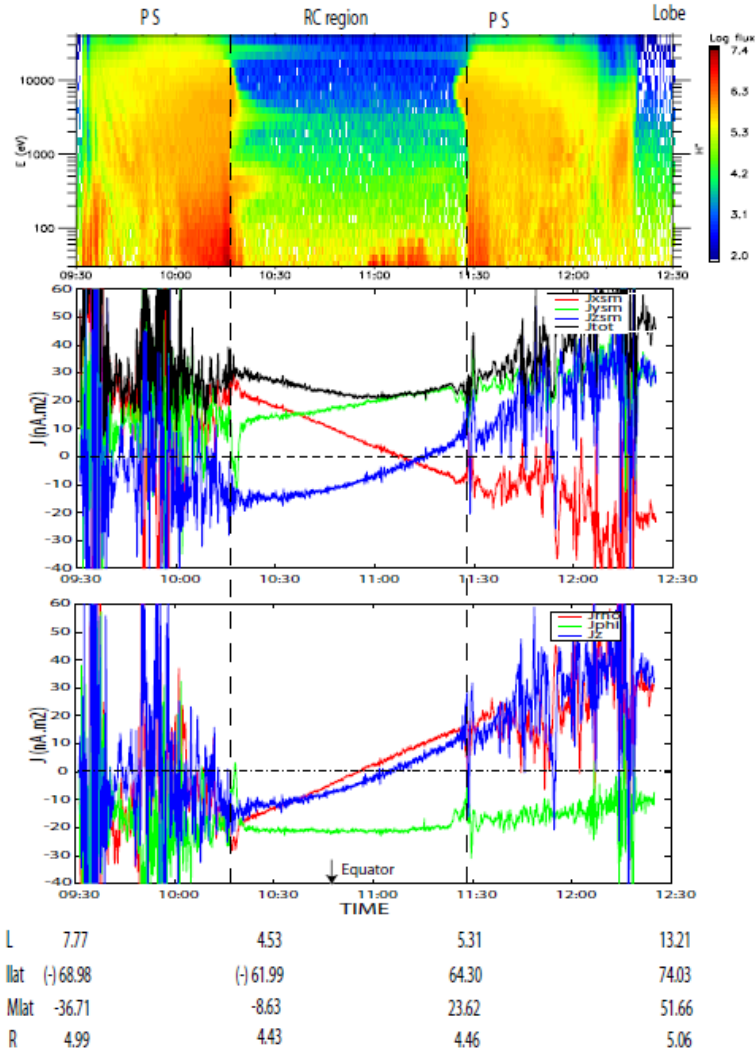 P S RC region P S Lobe
Log flux
7.4
10000
6.3
E (eV)
1000
5.2
H+
4.2
100
3.1
2.0
09:30 10:00 10:30 11:00 11:30 12:00 12:30
60
Jxsm
50
Jysm
40
Jzsm
30
Jtot
20
10
0
-10
-20
-30
-40
J (nA.m2)
09:30 10:00 10:30 11:00 11:30 12:00 12:30
60
Jrho
50
Jphi
40
Jz
30
20
10
0
-10
-20
-30
-40
J (nA.m2)
Equator
09:30 10:00 10:30 11:00 11:30 12:00 12:30
TIME
L 7.77 4.53 5.31 13.21
Ilat (-) 68.98 (-) 61.99 64.30 74.03
Mlat -36.71 -8.63 23.62 51.66
R 4.99 4.43 4.46 5.06